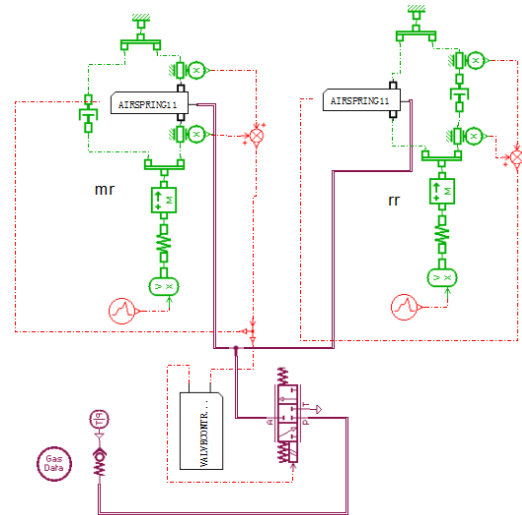 X
X
AIRSPRING11
AIRSPRING11
X
X
M
M
mr
rr
V X
V X
T P
A
T
P
VALVECONTR...
Gas
Data